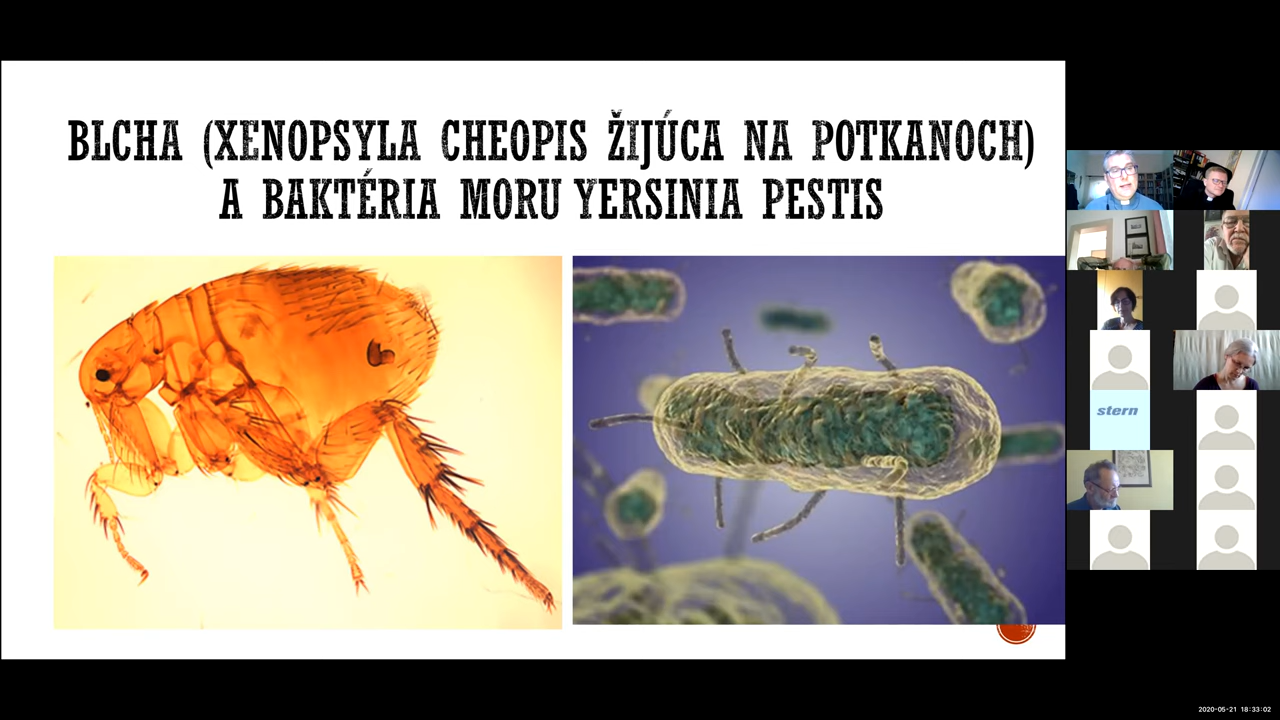 BLCHA (XENOPSYLA CHEOPIS ŽIJÚCA NA POTKANOCH)
A BAKTÉRIA MORU YERSINIA PESTIS
stern
2020-05-21 18:33:02